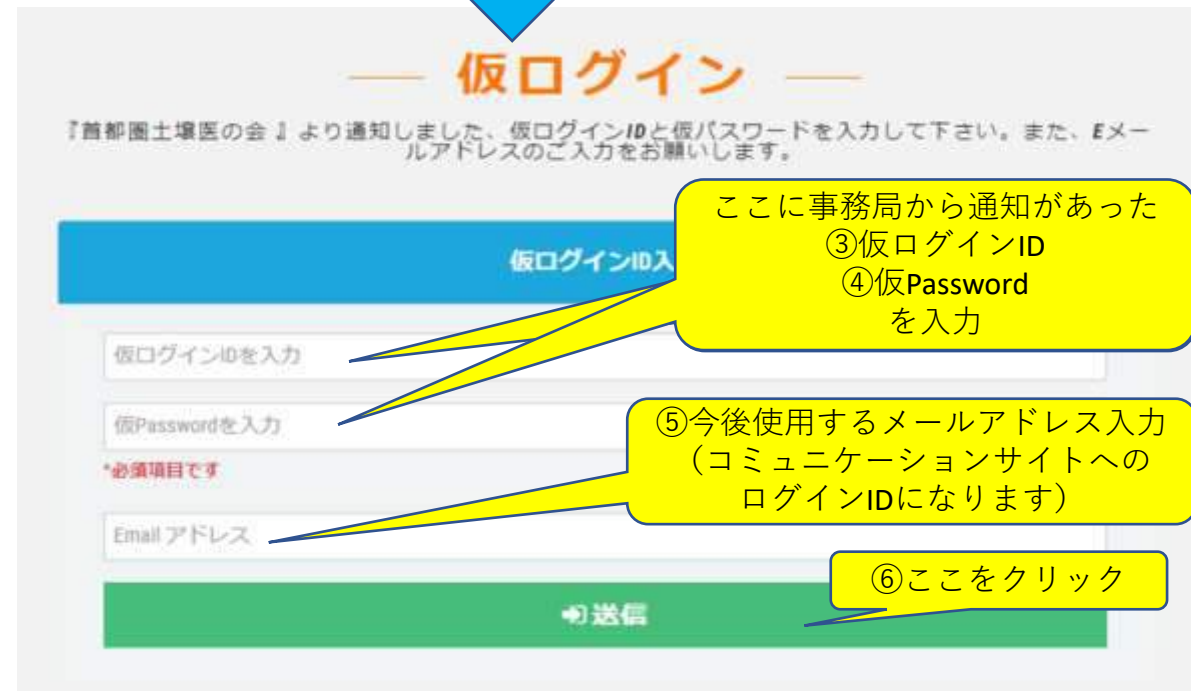 仮ログイン
『首都圏土壌医の会 』より通知しました、仮ログインIDと仮パスワードを入力して下さい。また、Eメー
ルアドレスのご入力をお願いします。
ここに事務局から通知があった
③仮ログインID
④仮Password
を入力
仮ログインID入
仮ログインIDを入力
仮Passwordを入力
*必須項目です
⑤今後使用するメールアドレス入力
（コミュニケーションサイトへの
ログインIDになります）
Email アドレス
⑥ここをクリック
送信